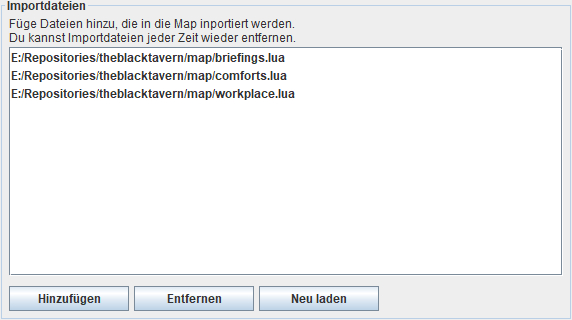 Importdateien
Füge Dateien hinzu, die in die Map inportiert werden.
Du kannst Importdateien jeder Zeit wieder entfernen.
E:/Repositories/theblacktavern/map/briefings.lua
E:/Repositories/theblacktavern/map/comforts.lua
E:/Repositories/theblacktavern/map/workplace.lua
Hinzufügen Entfernen Neu laden